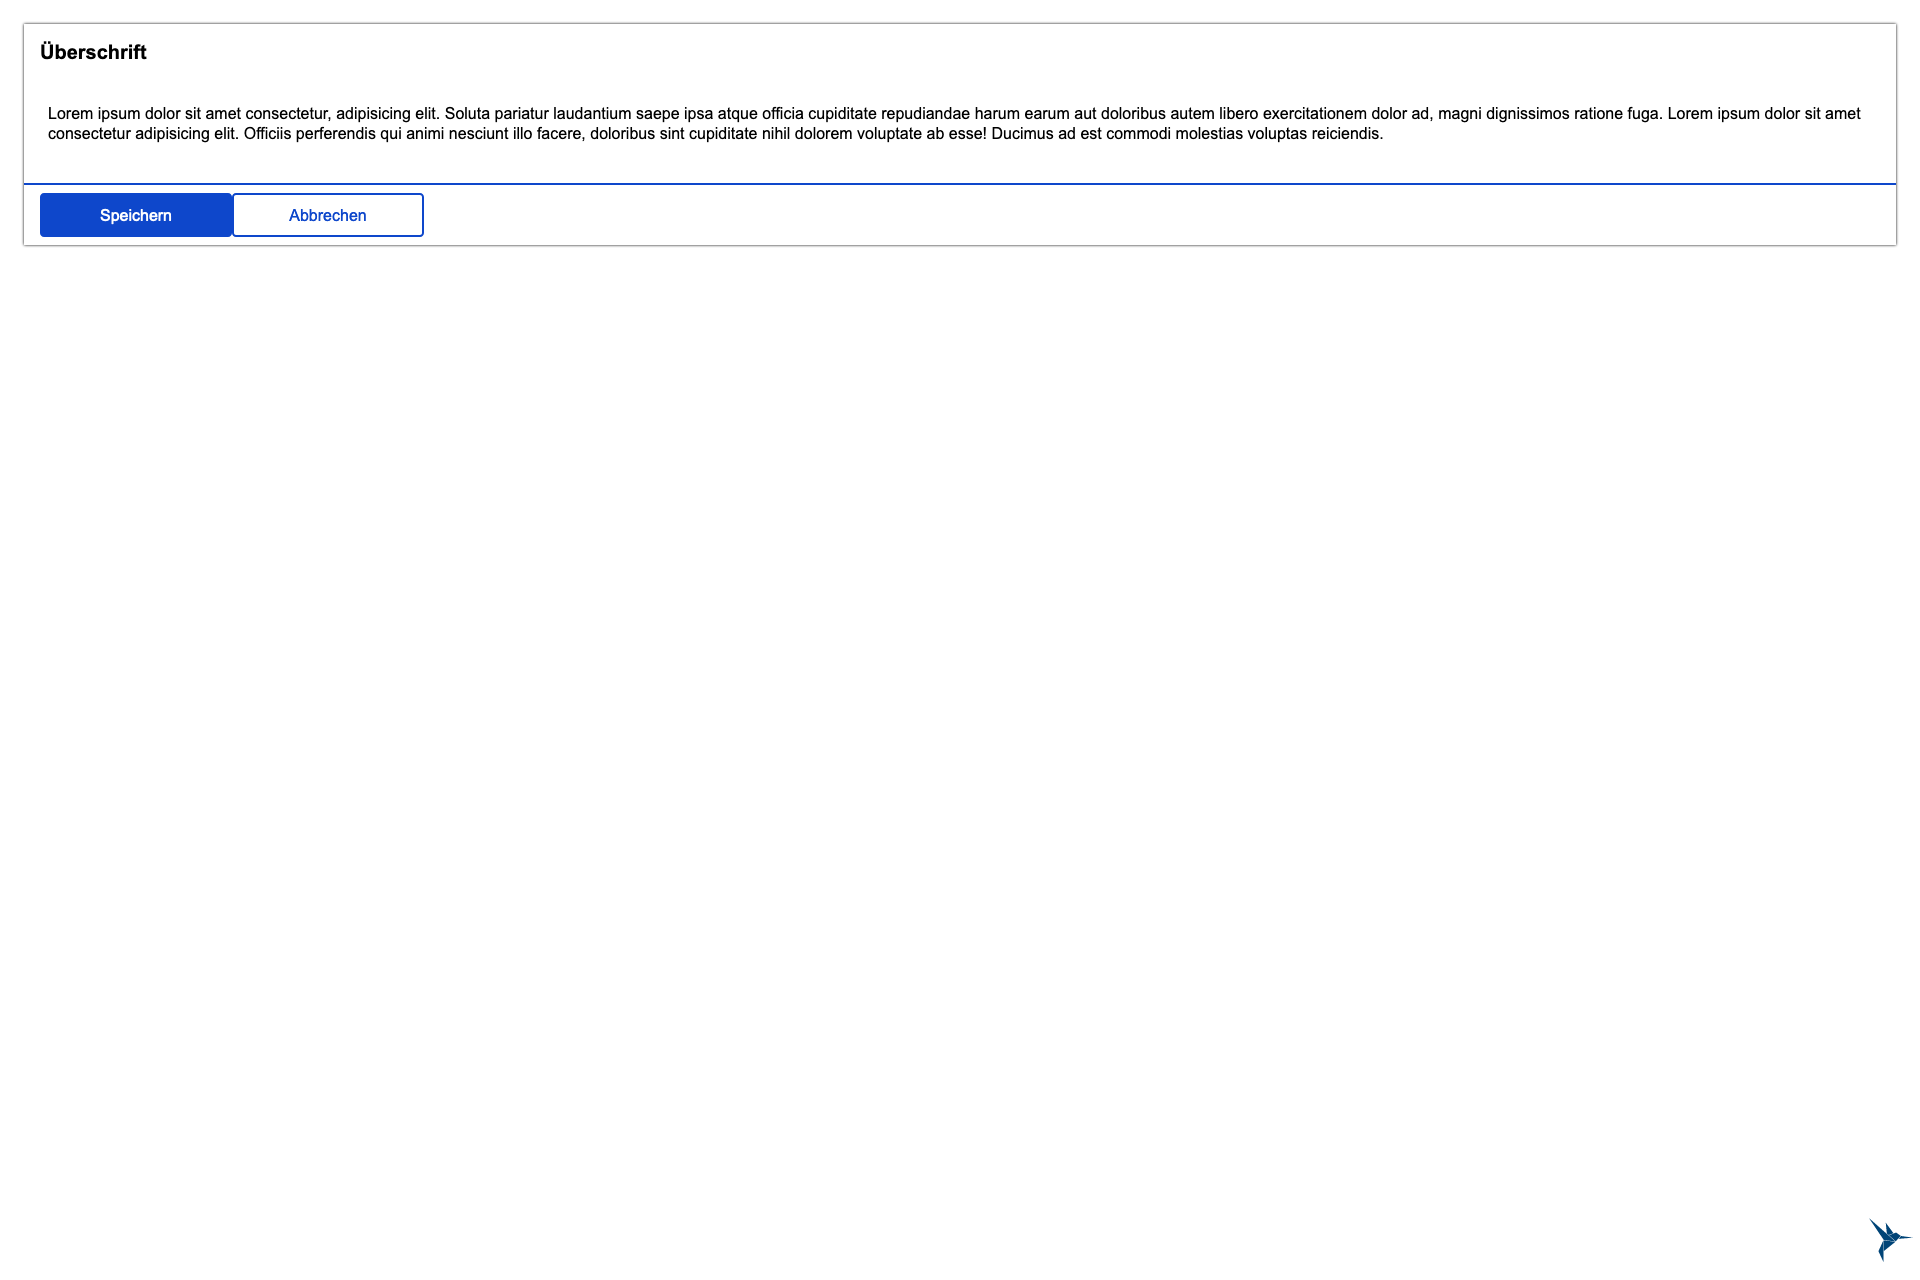 Überschrift
Lorem ipsum dolor sit amet consectetur, adipisicing elit. Soluta pariatur laudantium saepe ipsa atque officia cupiditate repudiandae harum earum aut doloribus autem libero exercitationem dolor ad, magni dignissimos ratione fuga. Lorem ipsum dolor sit amet
consectetur adipisicing elit. Officiis perferendis qui animi nesciunt illo facere, doloribus sint cupiditate nihil dolorem voluptate ab esse! Ducimus ad est commodi molestias voluptas reiciendis.
Speichern Abbrechen